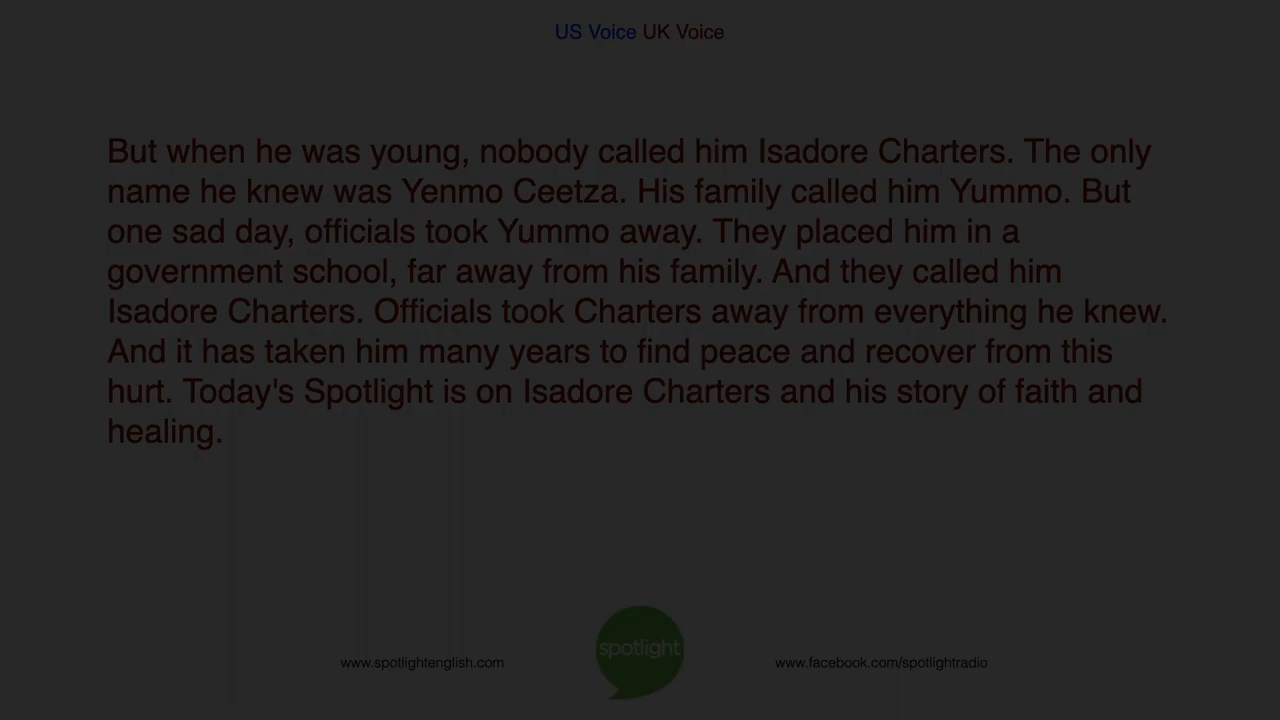 US Voice UK Voice
But when he was young, nobody called him Isadore Charters. The only
name he knew was Yenmo Ceetza. His family called him Yummo. But
one sad day, officials took Yummo away. They placed him in a
government school, far away from his family. And they called him
Isadore Charters. Officials took Charters away from everything he knew.
And it has taken him many years to find peace and recover from this
hurt. Today's Spotlight is on Isadore Charters and his story of faith and
healing.
spotlight
www.spotlightenglish.com
www.facebook.com/spotlightradio